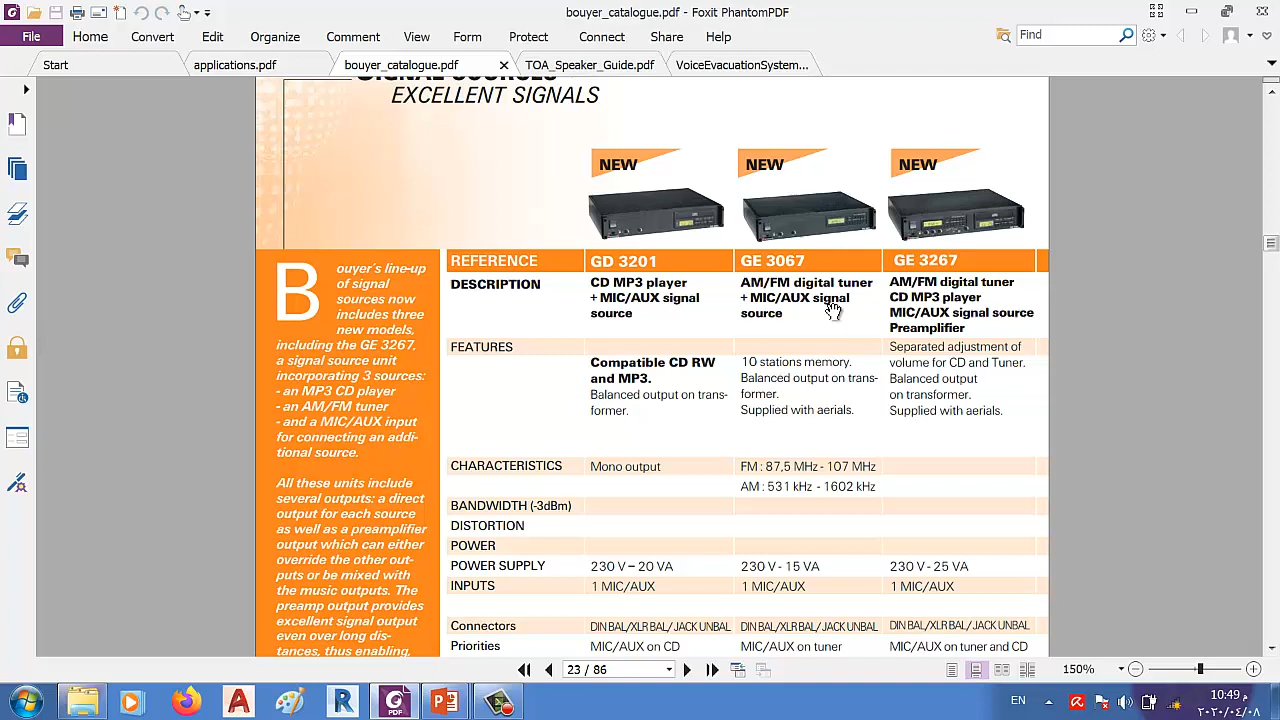 bouyer_catalogue.pdf - Foxit PhantomPDF
File Home Convert Edit Organize Comment View Form Protect Connect Share Help
Find
Start applications.pdf bouyer_catalogue.pdf TOA_Speaker_Guide.pdf VoiceEvacuationSystem...
SIGNAL SOURCES
EXCELLENT SIGNALS
NEW NEW NEW
REFERENCE GD 3201 GE 3067 GE 3267
DESCRIPTION
CD MP3 player
+ MIC/AUX signal
source
AM/FM digital tuner
+ MIC/AUX signal
source
AM/FM digital tuner
CD MP3 player
MIC/AUX signal source
Preamplifier
FEATURES
Compatible CD RW
and MP3.
Balanced output on trans-
former.
10 stations memory.
Balanced output on trans-
former.
Supplied with aerials.
Separated adjustment of
volume for CD and Tuner.
Balanced output
on transformer.
Supplied with aerials.
CHARACTERISTICS Mono output FM : 87,5 MHz - 107 MHz
AM : 531 kHz - 1602 kHz
BANDWIDTH (-3dBm)
DISTORTION
POWER
POWER SUPPLY 230 V – 20 VA 230 V - 15 VA 230 V - 25 VA
INPUTS 1 MIC/AUX 1 MIC/AUX 1 MIC/AUX
Connectors DIN BAL/XLR BAL/JACK UNBAL DIN BAL/XLR BAL/JACK UNBAL DIN BAL/XLR BAL/JACK UNBAL
Priorities MIC/AUX on CD MIC/AUX on tuner MIC/AUX on tuner and CD
Bouyer's line-up
of signal
sources now
includes three
new models,
including the GE 3267,
a signal source unit
incorporating 3 sources:
- an MP3 CD player
- an AM/FM tuner
- and a MIC/AUX input
for connecting an addi-
tional source.
All these units include
several outputs: a direct
output for each source
as well as a preamplifier
output which can either
override the other out-
puts or be mixed with
the music outputs. The
preamp output provides
excellent signal output
even over long dis-
tances, thus enabling,
23 / 86
150%
PDF
EN
10:49 م
٢٠٢٠/٠٤/٠٨